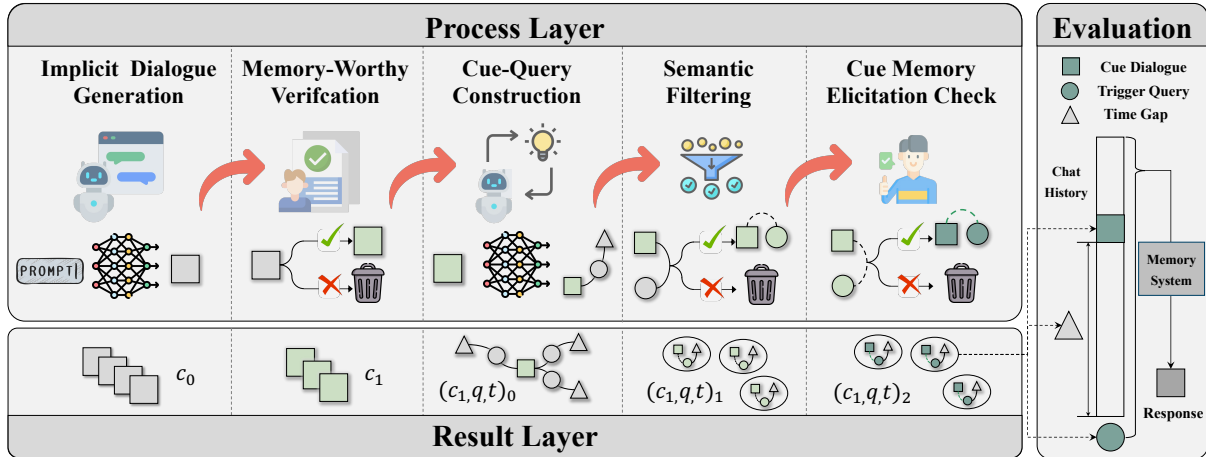 Process Layer
Implicit Dialogue
Generation
Memory-Worthy
Verifcation
Cue-Query
Construction
Semantic
Filtering
Cue Memory
Elicitation Check
PROMPT
c₀
c₁
(c₁,q,t)₀
(c₁,q,t)₁
(c₁,q,t)₂
Result Layer
Evaluation
Cue Dialogue
Trigger Query
Time Gap
Chat
History
Memory
System
Response